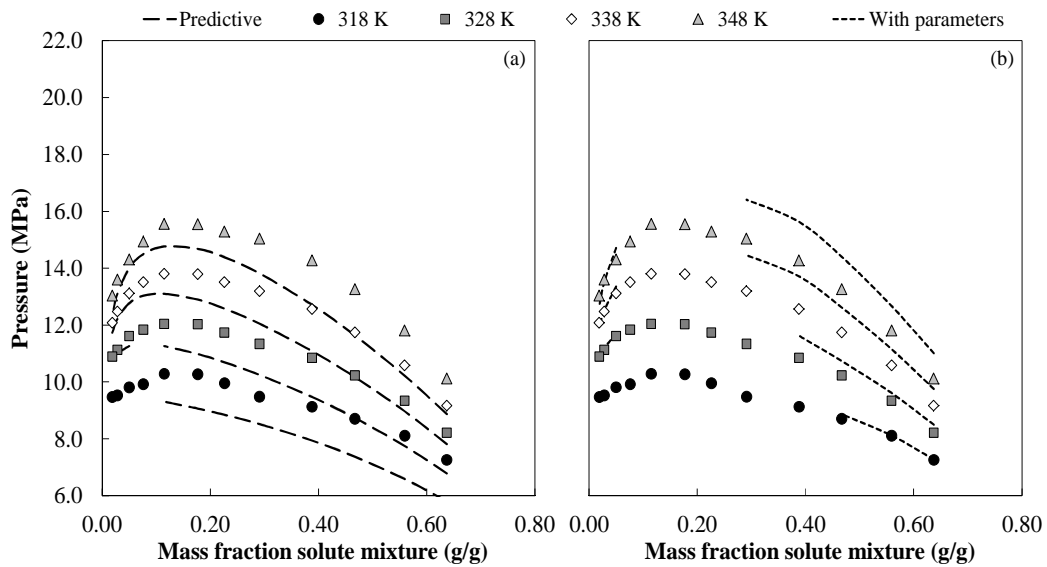 Predictive 318 K 328 K 338 K 348 K With parameters
(a) (b)
Pressure (MPa)
22.0
20.0
18.0
16.0
14.0
12.0
10.0
8.0
6.0
0.00 0.20 0.40 0.60 0.80 0.00 0.20 0.40 0.60 0.80
Mass fraction solute mixture (g/g) Mass fraction solute mixture (g/g)